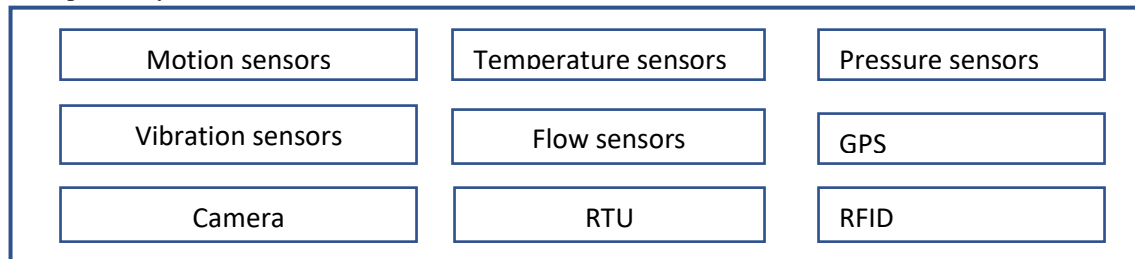 Motion sensors
Temperature sensors
Pressure sensors
Vibration sensors
Flow sensors
GPS
Camera
RTU
RFID